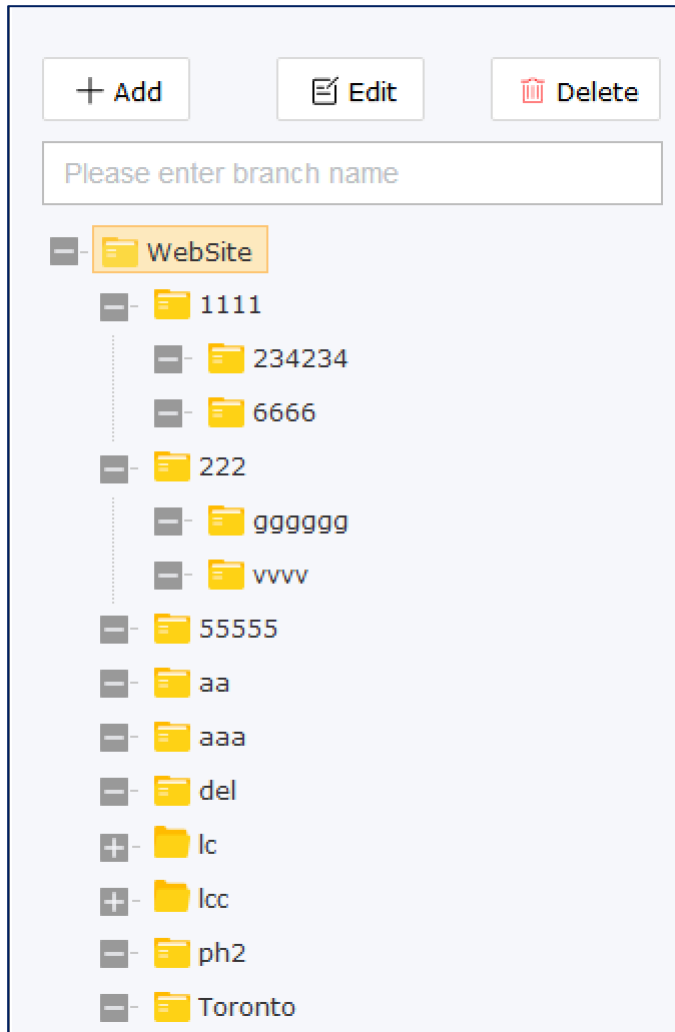 Add Edit Delete
Please enter branch name
WebSite
1111
234234
6666
222
gggggg
vvvv
55555
aa
aaa
del
lc
lcc
ph2
Toronto